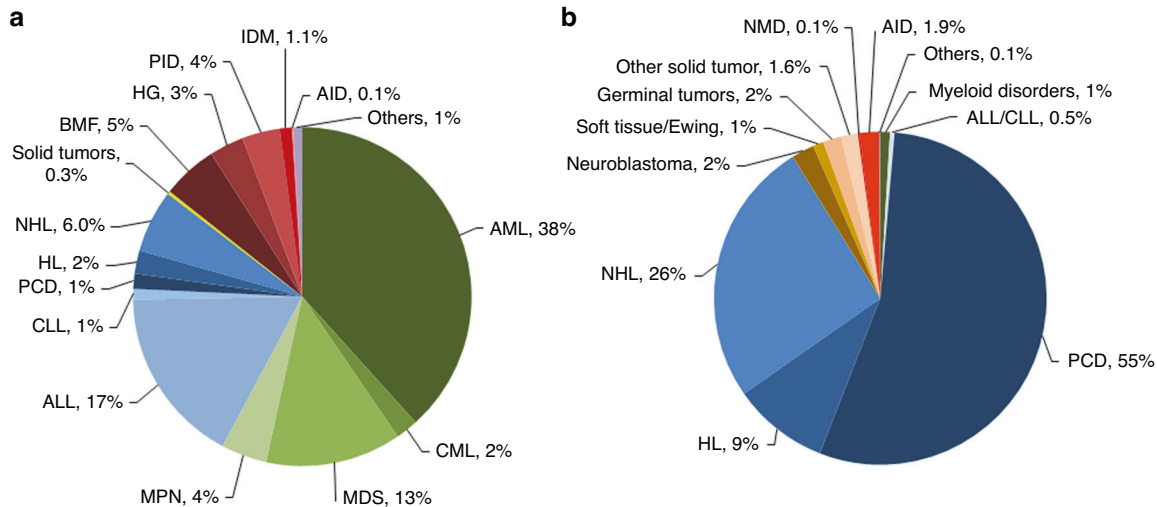 a
IDM, 1.1%
PID, 4%
HG, 3%
AID, 0.1%
Others, 1%
BMF, 5%
Solid tumors,
0.3%
NHL, 6.0%
HL, 2%
PCD, 1%
CLL, 1%
ALL, 17%
MPN, 4%
MDS, 13%
CML, 2%
AML, 38%
b
NMD, 0.1%
AID, 1.9%
Others, 0.1%
Other solid tumor, 1.6%
Myeloid disorders, 1%
Germinal tumors, 2%
ALL/CLL, 0.5%
Soft tissue/Ewing, 1%
Neuroblastoma, 2%
NHL, 26%
PCD, 55%
HL, 9%